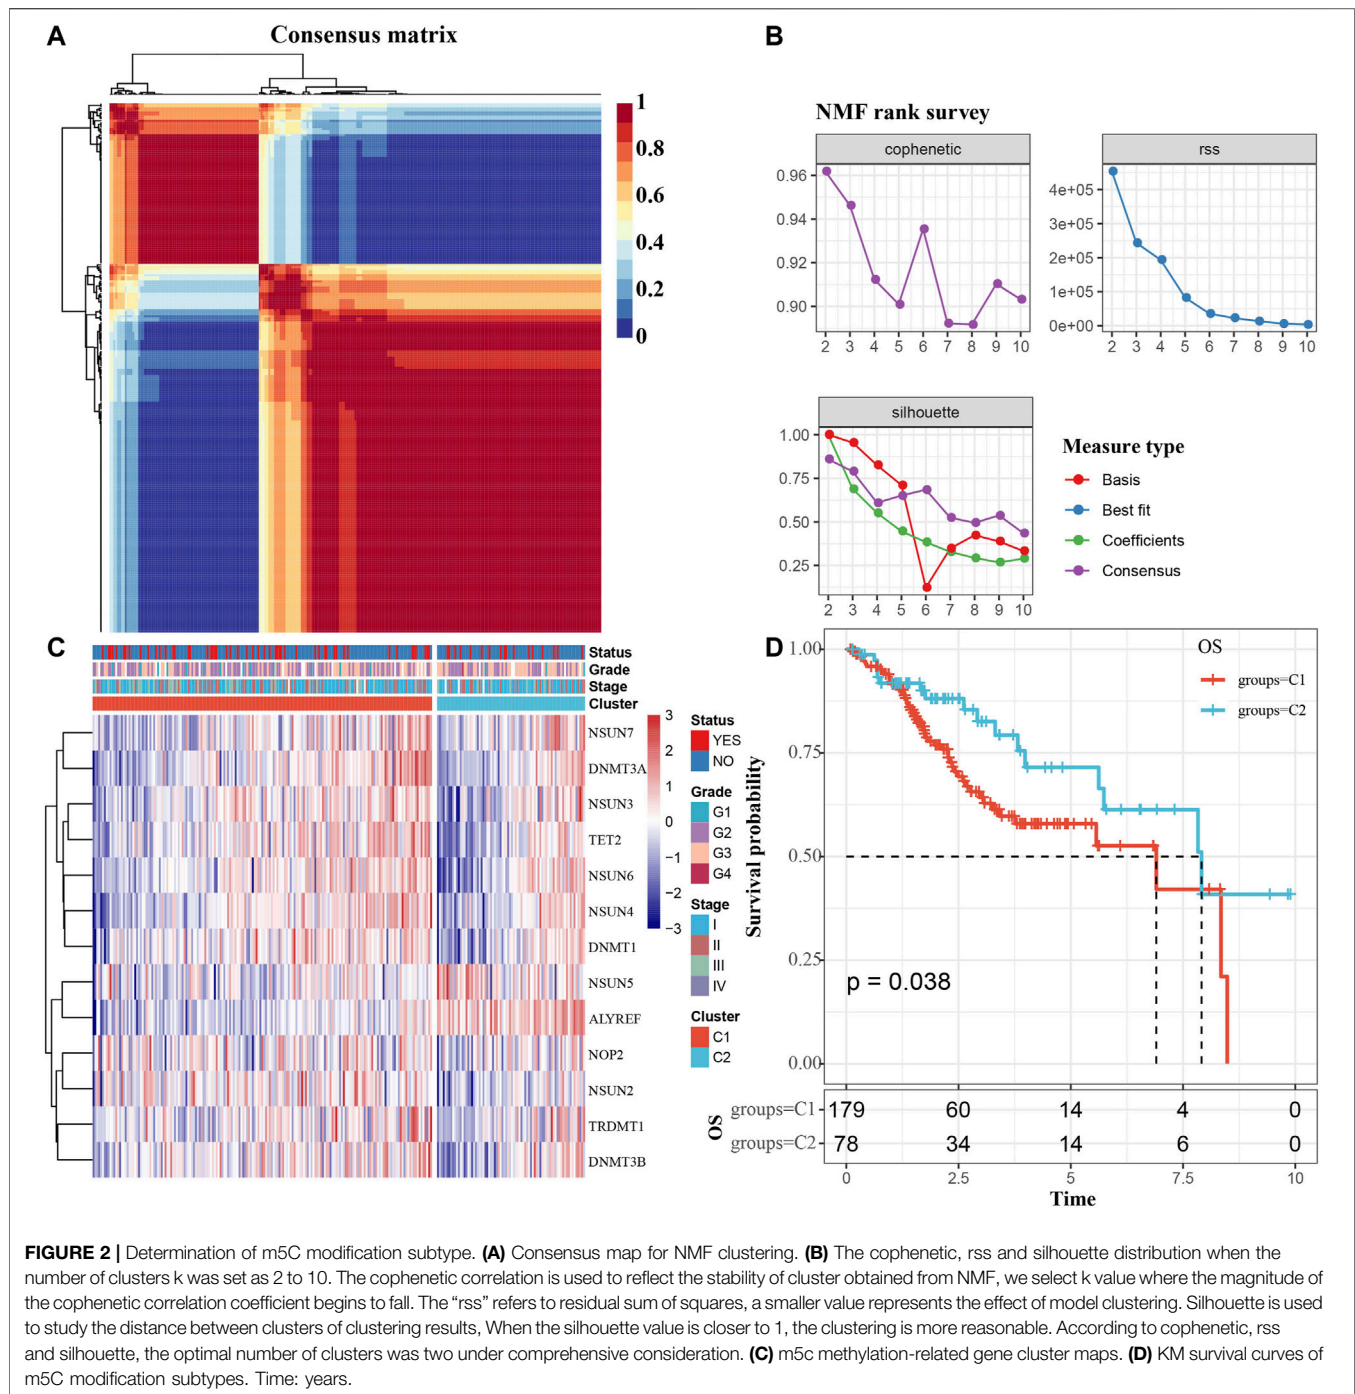 A
Consensus matrix
1
0.8
0.6
0.4
0.2
0
B
NMF rank survey
cophenetic
0.96
0.94
0.92
0.90
2 3 4 5 6 7 8 9 10
rss
4e+05
3e+05
2e+05
1e+05
0e+00
2 3 4 5 6 7 8 9 10
silhouette
1.00
0.75
0.50
0.25
2 3 4 5 6 7 8 9 10
Measure type
Basis
Best fit
Coefficients
Consensus
C
Status
Grade
Stage
Cluster
NSUN7
DNMT3A
NSUN3
TET2
NSUN6
NSUN4
DNMT1
NSUN5
ALYREF
NOP2
NSUN2
TRDMT1
DNMT3B
3
2
1
0
−1
−2
−3
Status
YES
NO
Grade
G1
G2
G3
G4
Stage
I
II
III
IV
Cluster
C1
C2
D
OS
groups=C1
groups=C2
Survival probability
1.00
0.75
0.50
0.25
0.00
p = 0.038
OS
groups=C1 179 60 14 4 0
groups=C2 78 34 14 6 0
0 2.5 5 7.5 10
Time
FIGURE 2 | Determination of m5C modification subtype. (A) Consensus map for NMF clustering. (B) The cophenetic, rss and silhouette distribution when the
number of clusters k was set as 2 to 10. The cophenetic correlation is used to reflect the stability of cluster obtained from NMF, we select k value where the magnitude of
the cophenetic correlation coefficient begins to fall. The “rss” refers to residual sum of squares, a smaller value represents the effect of model clustering. Silhouette is used
to study the distance between clusters of clustering results, When the silhouette value is closer to 1, the clustering is more reasonable. According to cophenetic, rss
and silhouette, the optimal number of clusters was two under comprehensive consideration. (C) m5c methylation-related gene cluster maps. (D) KM survival curves of
m5C modification subtypes. Time: years.